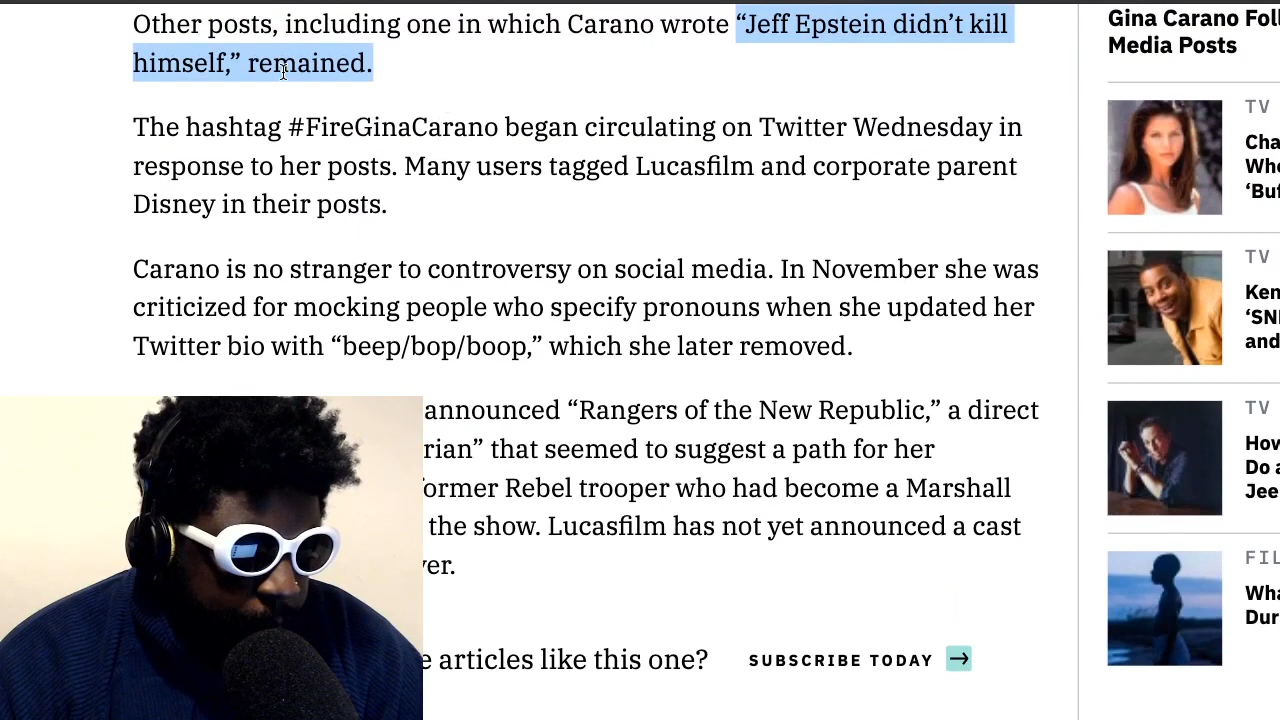 Other posts, including one in which Carano wrote “Jeff Epstein didn’t kill
himself,” remained.
The hashtag #FireGinaCarano began circulating on Twitter Wednesday in
response to her posts. Many users tagged Lucasfilm and corporate parent
Disney in their posts.
Carano is no stranger to controversy on social media. In November she was
criticized for mocking people who specify pronouns when she updated her
Twitter bio with “beep/bop/boop,” which she later removed.
announced “Rangers of the New Republic,” a direct
rian” that seemed to suggest a path for her
former Rebel trooper who had become a Marshall
the show. Lucasfilm has not yet announced a cast
ver.
e articles like this one?
SUBSCRIBE TODAY →
Gina Carano Fol
Media Posts
TV
Cha
Who
‘Buf
TV
Ken
‘SN
and
TV
How
Do a
Jee
FIL
Wha
Dur